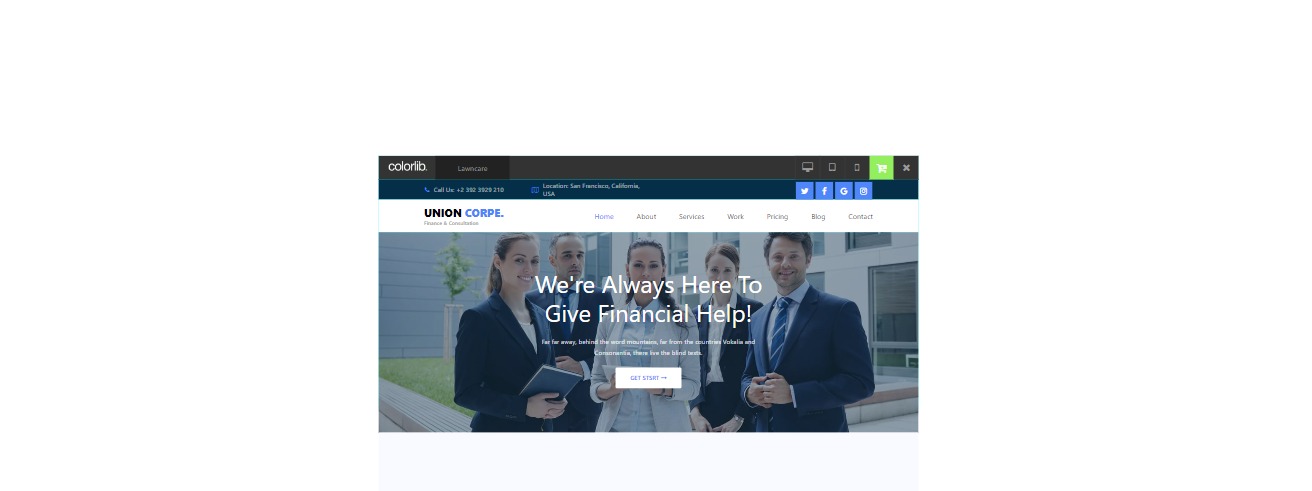 colorlib.
Lawncare
Call Us: +2 392 3929 210
Location: San Francisco, California,
USA
UNION CORPE.
Finance & Consultation
Home
About
Services
Work
Pricing
Blog
Contact
We're Always Here To
Give Financial Help!
Far far away, behind the word mountains, far from the countries Vokalia and
Consonantia, there live the blind texts.
GET STSRT